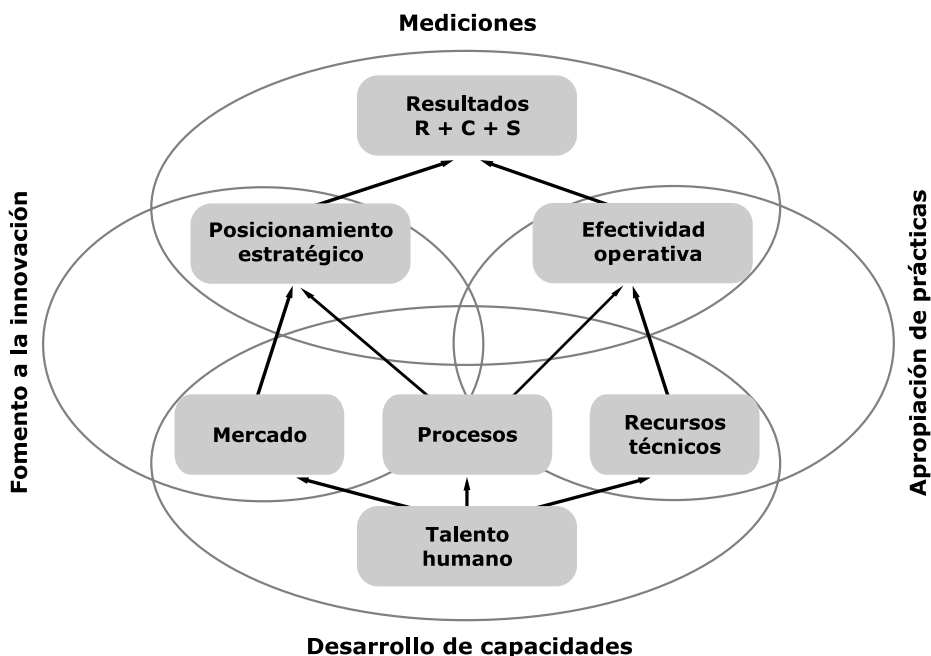 Mediciones
Resultados
R + C + S
Fomento a la innovación
Posicionamiento
estratégico
Efectividad
operativa
Apropiación de prácticas
Mercado
Procesos
Recursos
técnicos
Talento
humano
Desarrollo de capacidades